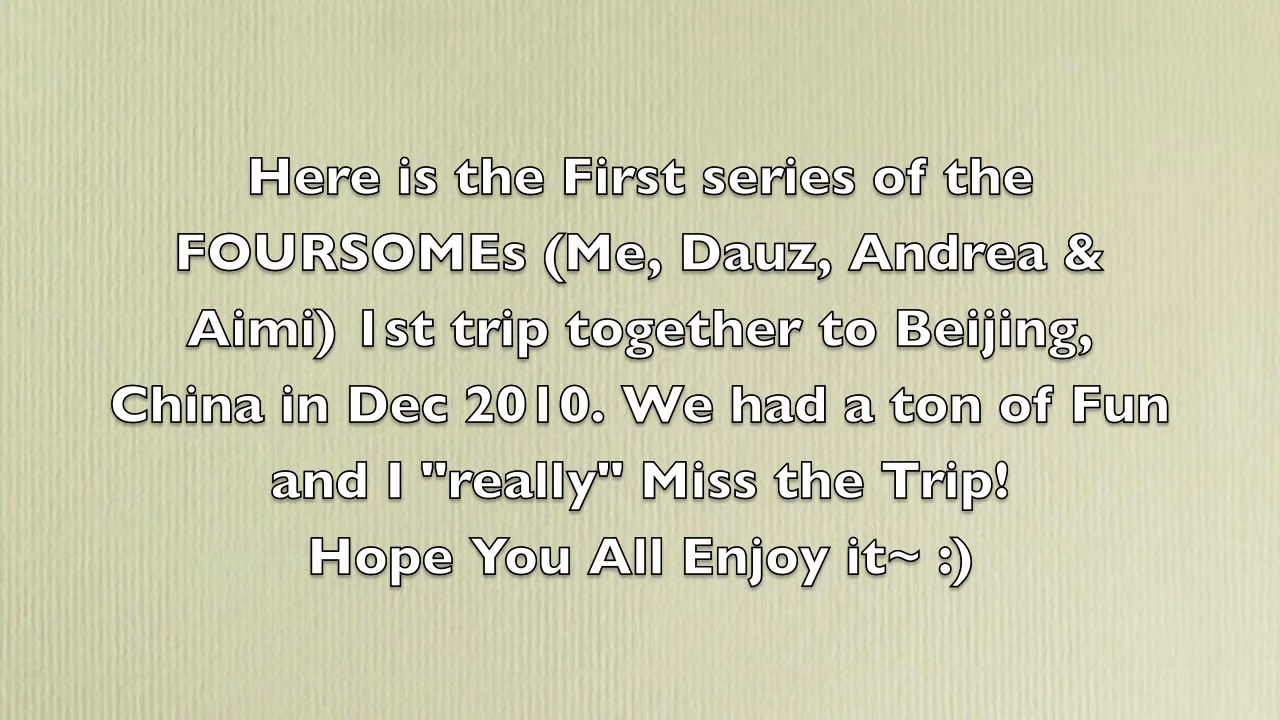 Here is the First series of the
FOURSOMEs (Me, Dauz, Andrea &
Aimi) 1st trip together to Beijing,
China in Dec 2010. We had a ton of Fun
and I "really" Miss the Trip!
Hope You All Enjoy it~ :)